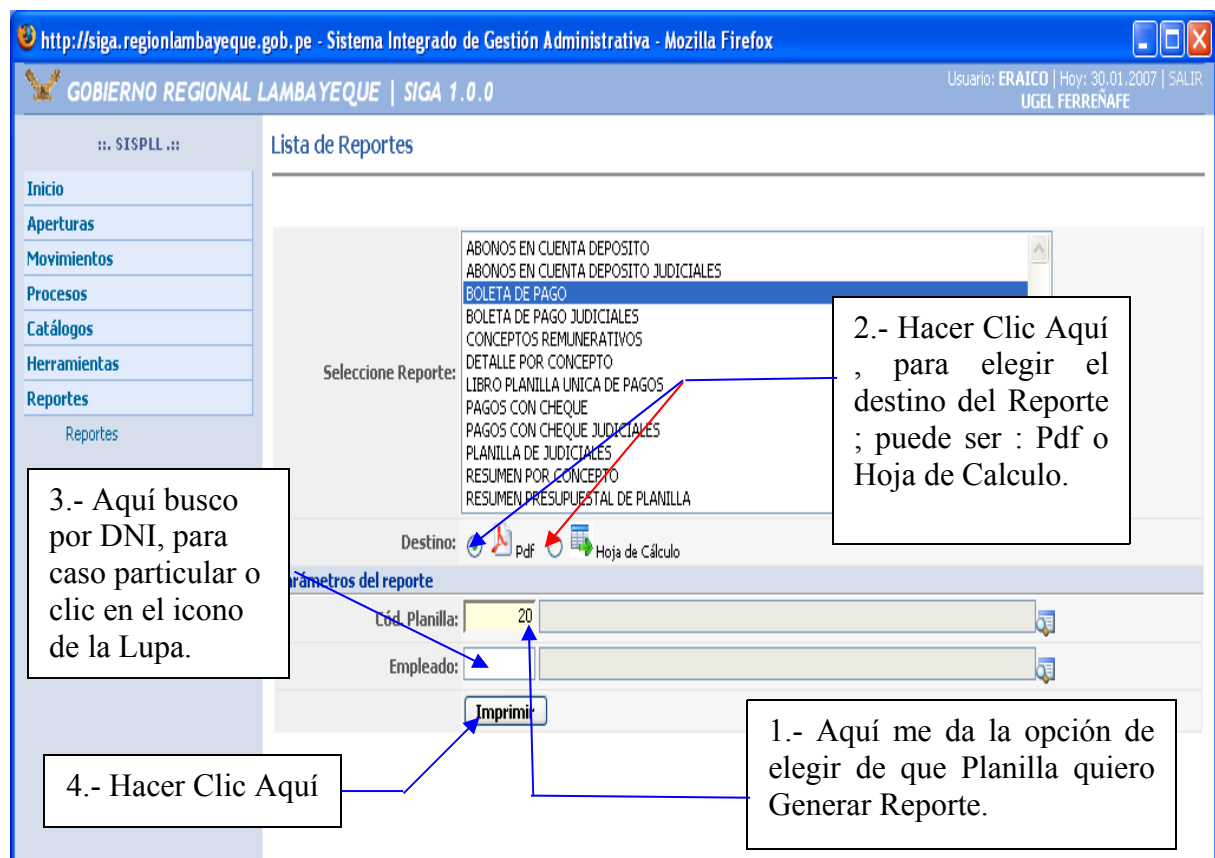 http://siga.regionlambayeque.gob.pe - Sistema Integrado de Gestión Administrativa - Mozilla Firefox
GOBIERNO REGIONAL LAMBAYEQUE | SIGA 1.0.0
Usuario: ERAICO | Hoy: 30.01.2007 | SALIR
UGEL FERREÑAFE
::. SISPLL .::
Inicio
Aperturas
Movimientos
Procesos
Catálogos
Herramientas
Reportes
Reportes
Lista de Reportes
Seleccione Reporte:
ABONOS EN CUENTA DEPOSITO
ABONOS EN CUENTA DEPOSITO JUDICIALES
BOLETA DE PAGO
BOLETA DE PAGO JUDICIALES
CONCEPTOS REMUNERATIVOS
DETALLE POR CONCEPTO
LIBRO PLANILLA UNICA DE PAGOS
PAGOS CON CHEQUE
PAGOS CON CHEQUE JUDICIALES
PLANILLA DE JUDICIALES
RESUMEN POR CONCEPTO
RESUMEN PRESUPUESTAL DE PLANILLA
2.- Hacer Clic Aquí
, para elegir el
destino del Reporte
; puede ser : Pdf o
Hoja de Calculo.
3.- Aquí busco
por DNI, para
caso particular o
clic en el icono
de la Lupa.
Destino: Pdf Hoja de Cálculo
arámetros del reporte
Cód. Planilla: 20
Empleado:
Imprimir
1.- Aquí me da la opción de
elegir de que Planilla quiero
Generar Reporte.
4.- Hacer Clic Aquí